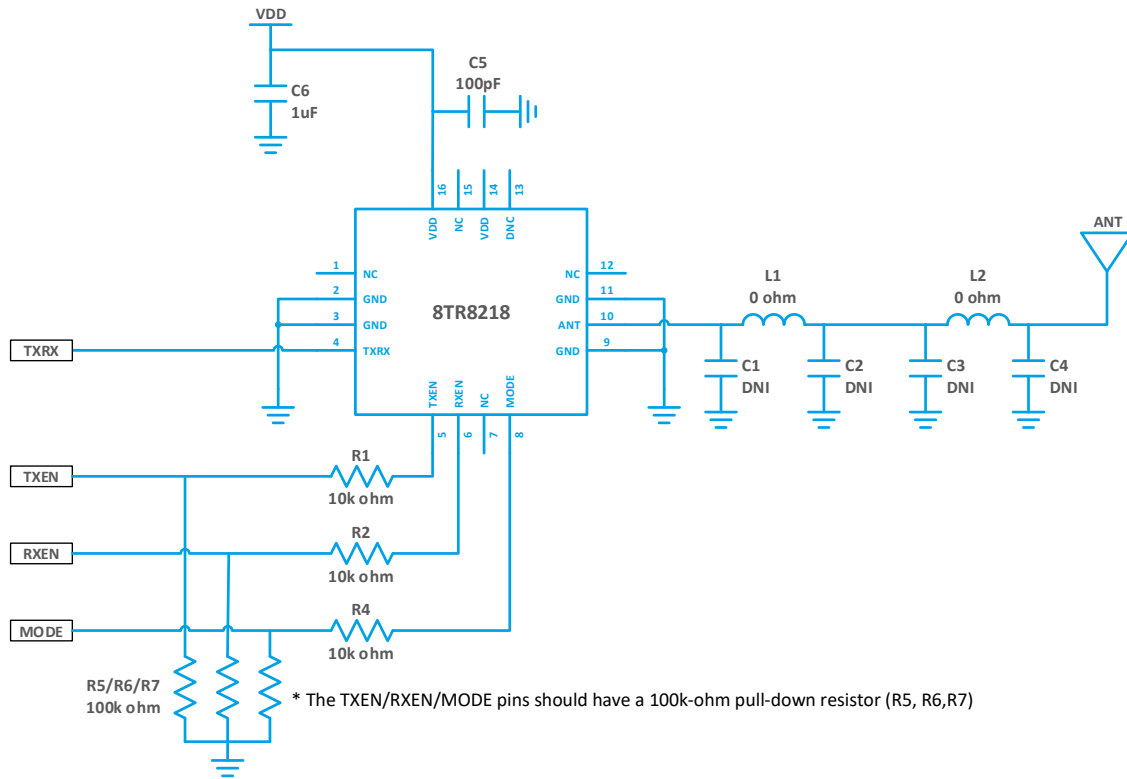 VDD
C5
100pF
C6
1uF
16
15
14
13
VDD
NC
VDD
DNC
ANT
1
NC
NC
12
L1
0 ohm
L2
0 ohm
2
GND
GND
11
8TR8218
3
GND
ANT
10
TXRX
4
TXRX
GND
9
C1
DNI
C2
DNI
C3
DNI
C4
DNI
TXEN
RXEN
NC
MODE
5
6
7
8
TXEN
R1
10k ohm
RXEN
R2
10k ohm
MODE
R4
10k ohm
R5/R6/R7
100k ohm
* The TXEN/RXEN/MODE pins should have a 100k-ohm pull-down resistor (R5, R6,R7)